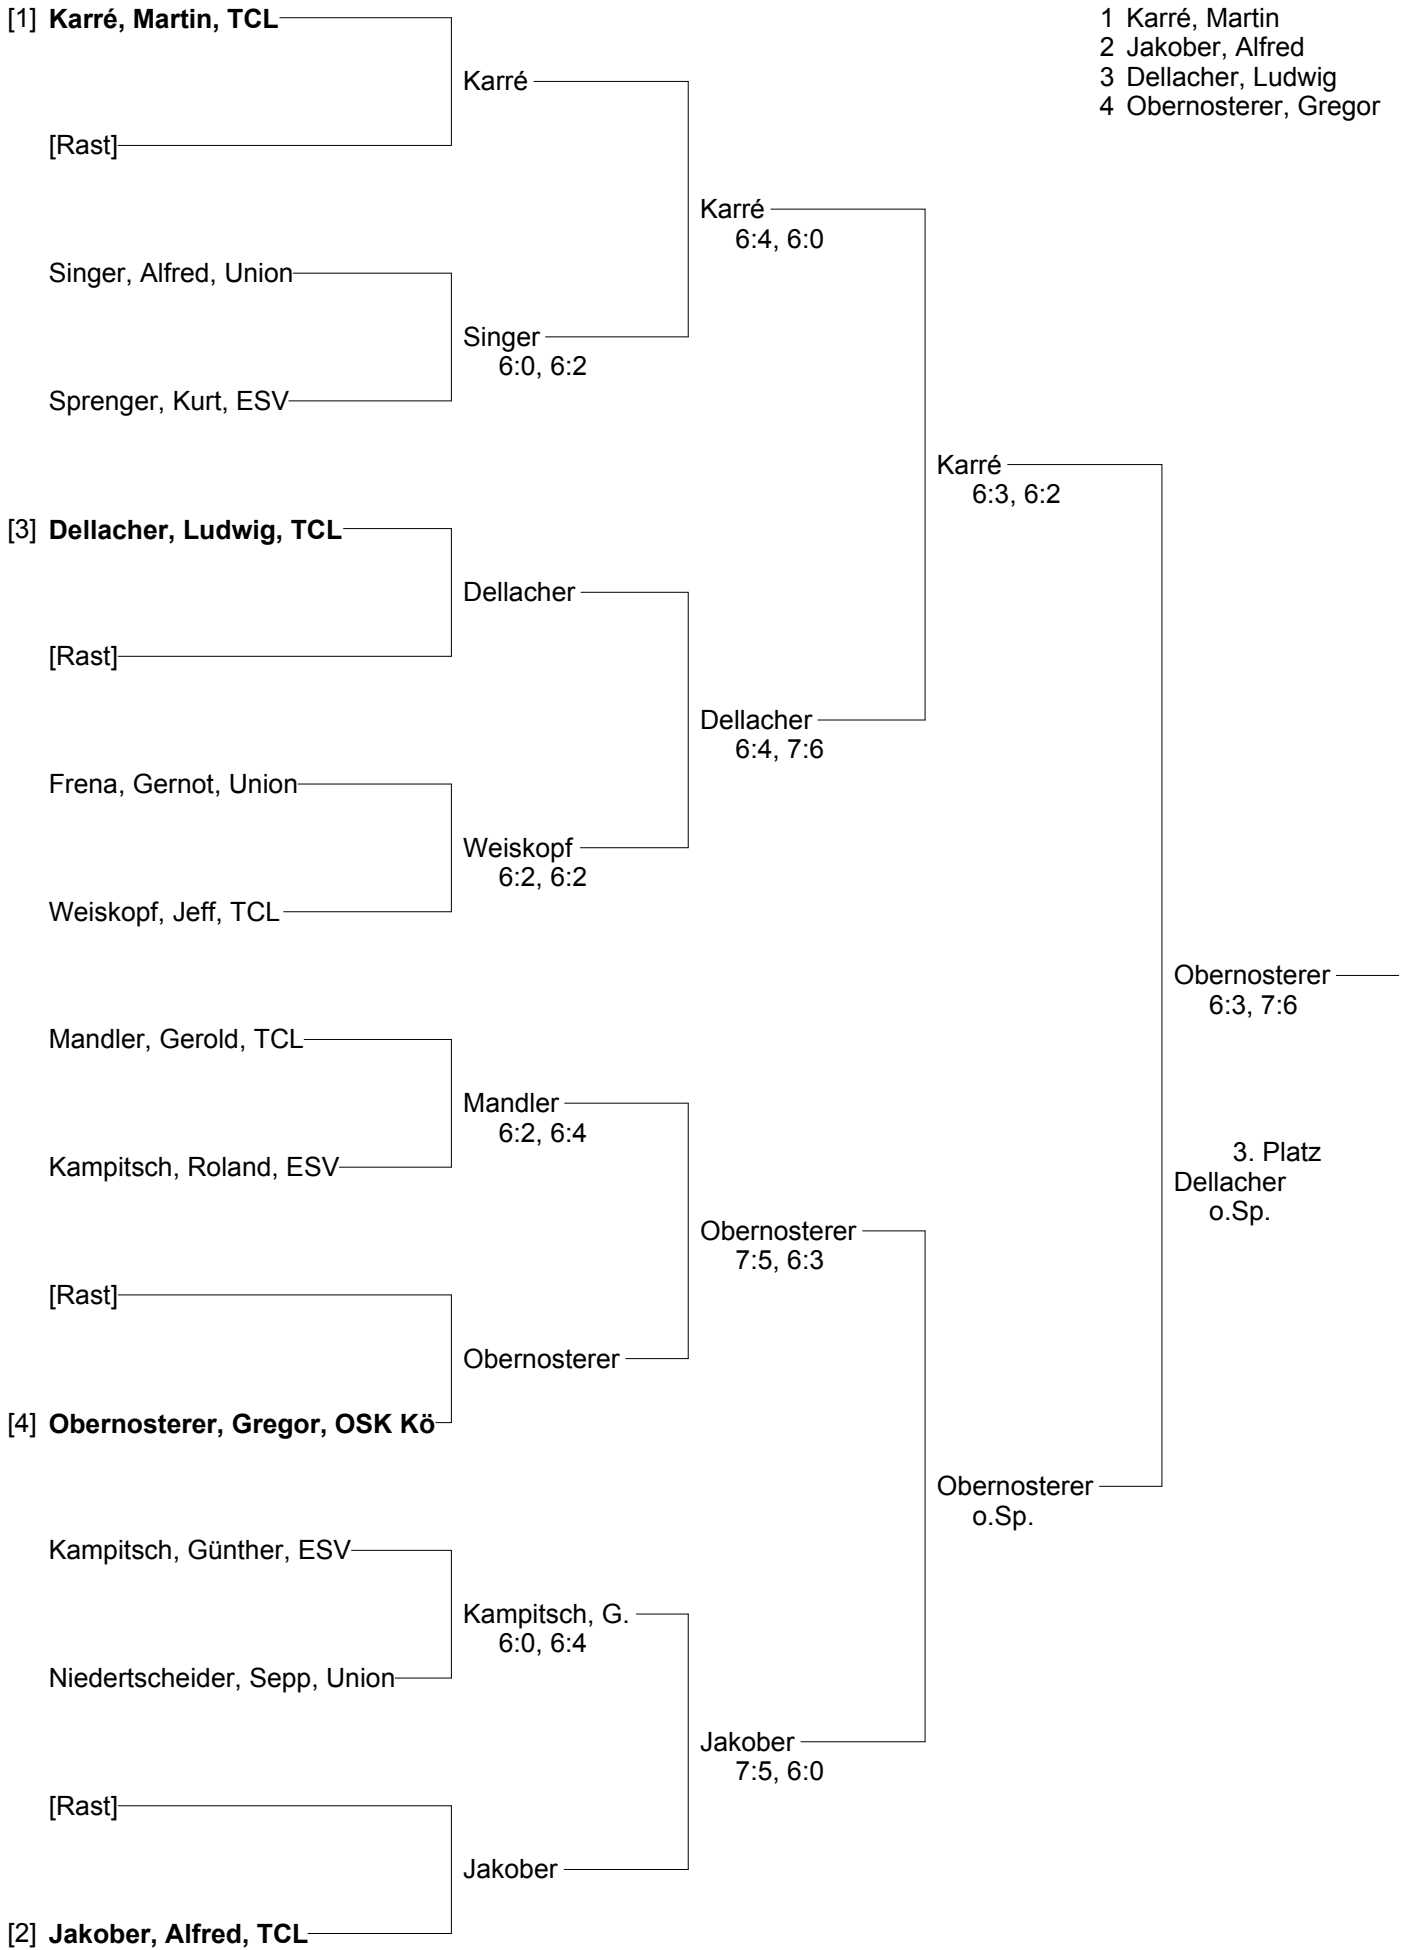 [1] Karré, Martin, TCL
1 Karré, Martin
2 Jakober, Alfred
3 Dellacher, Ludwig
4 Obernosterer, Gregor
Karré
[Rast]
Karré
6:4, 6:0
Singer, Alfred, Union
Singer
6:0, 6:2
Sprenger, Kurt, ESV
Karré
6:3, 6:2
[3] Dellacher, Ludwig, TCL
Dellacher
[Rast]
Dellacher
6:4, 7:6
Frena, Gernot, Union
Weiskopf
6:2, 6:2
Weiskopf, Jeff, TCL
Obernosterer
6:3, 7:6
Mandler, Gerold, TCL
Mandler
6:2, 6:4
Kampitsch, Roland, ESV
3. Platz
Dellacher
o.Sp.
Obernosterer
7:5, 6:3
[Rast]
Obernosterer
[4] Obernosterer, Gregor, OSK Kö
Obernosterer
o.Sp.
Kampitsch, Günther, ESV
Kampitsch, G.
6:0, 6:4
Niedertscheider, Sepp, Union
Jakober
7:5, 6:0
[Rast]
Jakober
[2] Jakober, Alfred, TCL